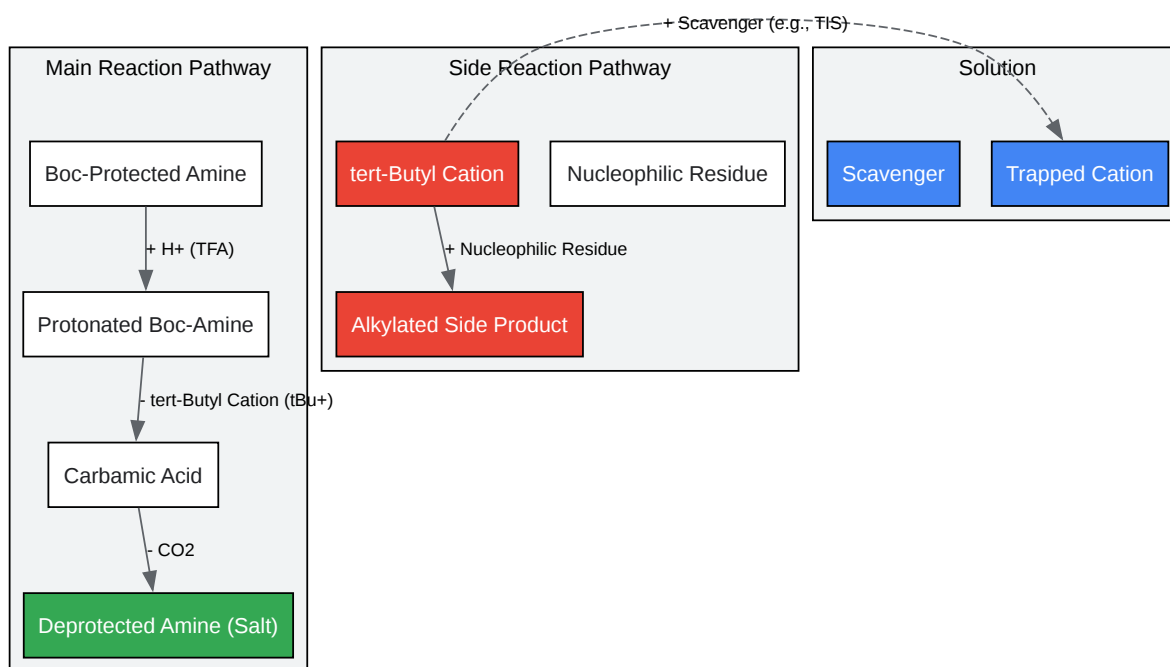 + Scavenger (e.g., TIS)
Main Reaction Pathway
Boc-Protected Amine
+ H+ (TFA)
Protonated Boc-Amine
- tert-Butyl Cation (tBu+)
Carbamic Acid
- CO2
Deprotected Amine (Salt)
Side Reaction Pathway
tert-Butyl Cation
Nucleophilic Residue
+ Nucleophilic Residue
Alkylated Side Product
Solution
Scavenger
Trapped Cation